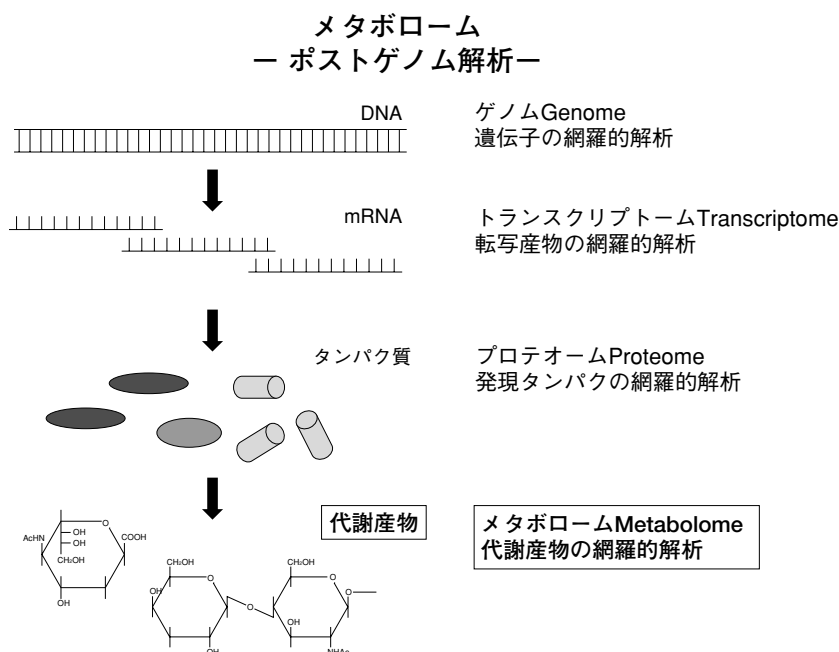 メタボローム
ー ポストゲノム解析ー
DNA
ゲノムGenome
遺伝子の網羅的解析
mRNA
トランスクリプトームTranscriptome
転写産物の網羅的解析
タンパク質
プロテオームProteome
発現タンパクの網羅的解析
代謝産物
メタボロームMetabolome
代謝産物の網羅的解析
O
AcHN
OH
OH
COOH
CH₂OH
OH
CH₂OH
O
OH
OH
O
CH₂OH
O
O
OH
NHAc